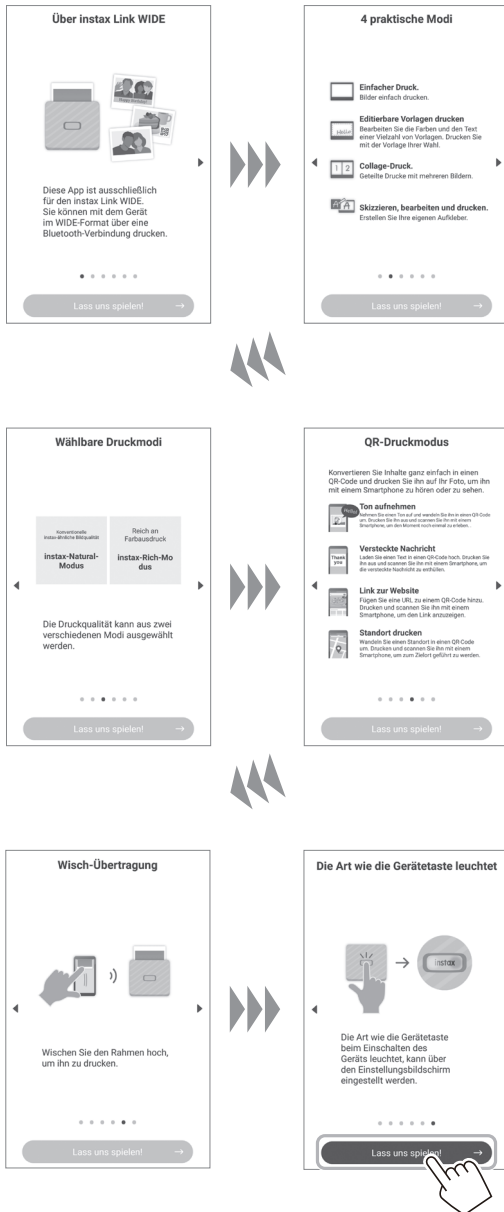 Über instax Link WIDE
Diese App ist ausschließlich
für den instax Link WIDE.
Sie können mit dem Gerät
im WIDE-Format über eine
Bluetooth-Verbindung drucken.
Lass uns spielen! →
4 praktische Modi
Einfacher Druck.
Bilder einfach drucken.
Editierbare Vorlagen drucken
Bearbeiten Sie die Farben und den Text
einer Vielzahl von Vorlagen. Drucken Sie
mit der Vorlage Ihrer Wahl.
1 2
Collage-Druck.
Geteilte Drucke mit mehreren Bildern.
Skizzieren, bearbeiten und drucken.
Erstellen Sie Ihre eigenen Aufkleber.
Lass uns spielen! →
Wählbare Druckmodi
Konventionelle
instax-ähnliche Bildqualität
instax-Natural-
Modus
Reich an
Farbausdruck
instax-Rich-Mo
dus
Die Druckqualität kann aus zwei
verschiedenen Modi ausgewählt
werden.
Lass uns spielen! →
QR-Druckmodus
Konvertieren Sie Inhalte ganz einfach in einen
QR-Code und drucken Sie ihn auf Ihr Foto, um ihn
mit einem Smartphone zu hören oder zu sehen.
Hello!
Ton aufnehmen
Nehmen Sie einen Ton auf und wandeln Sie ihn in einen QR-Code
um. Drucken Sie ihn aus und scannen Sie ihn mit einem
Smartphone, um den Moment noch einmal zu erleben.
Thank
you
Versteckte Nachricht
Laden Sie einen Text in einen QR-Code hoch. Drucken Sie
ihn aus und scannen Sie ihn mit einem Smartphone, um
die versteckte Nachricht zu enthüllen.
Link zur Website
Fügen Sie eine URL zu einem QR-Code hinzu.
Drucken und scannen Sie ihn mit einem
Smartphone, um den Link anzuzeigen.
Standort drucken
Wandeln Sie einen Standort in einen QR-Code
um. Drucken und scannen Sie ihn mit einem
Smartphone, um zum Zielort geführt zu werden.
Lass uns spielen! →
Wisch-Übertragung
Wischen Sie den Rahmen hoch,
um ihn zu drucken.
Lass uns spielen! →
Die Art wie die Gerätetaste leuchtet
instax
Die Art wie die Gerätetaste
beim Einschalten des
Geräts leuchtet, kann über
den Einstellungsbildschirm
eingestellt werden.
Lass uns spielen! →